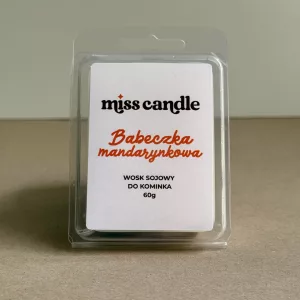 miss candle
Babeczka
mandarynkowa
WOSK SOJOWY
DO KOMINKA
60g